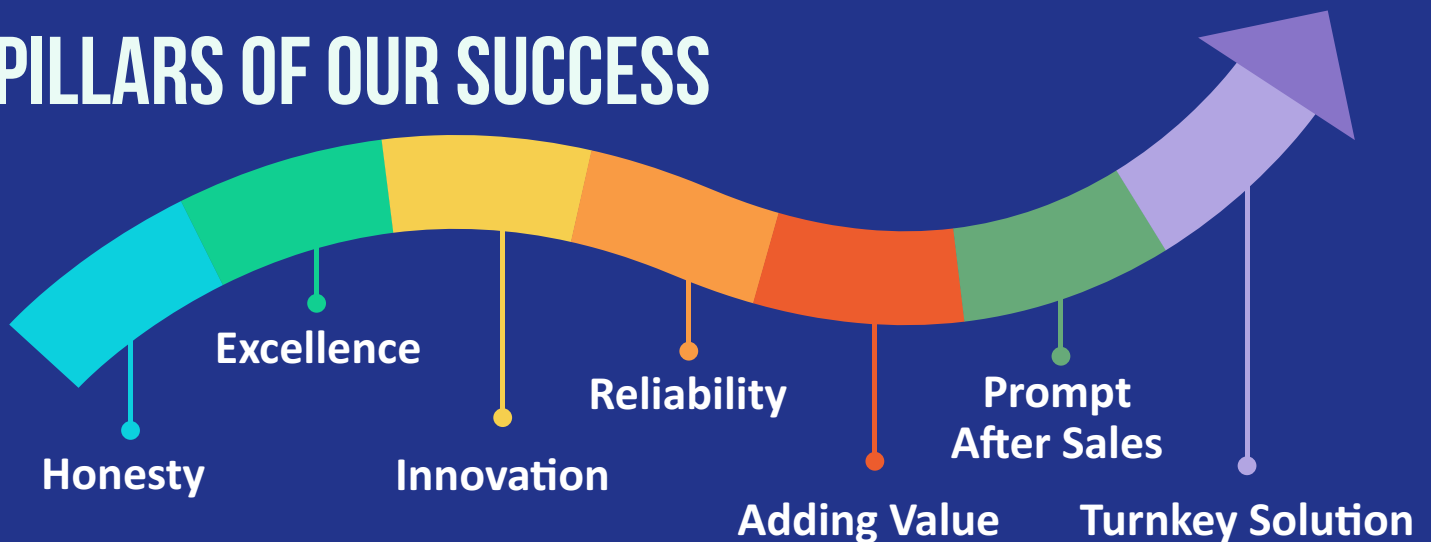 PILLARS OF OUR SUCCESS
Honesty
Excellence
Innovation
Reliability
Adding Value
Prompt
After Sales
Turnkey Solution